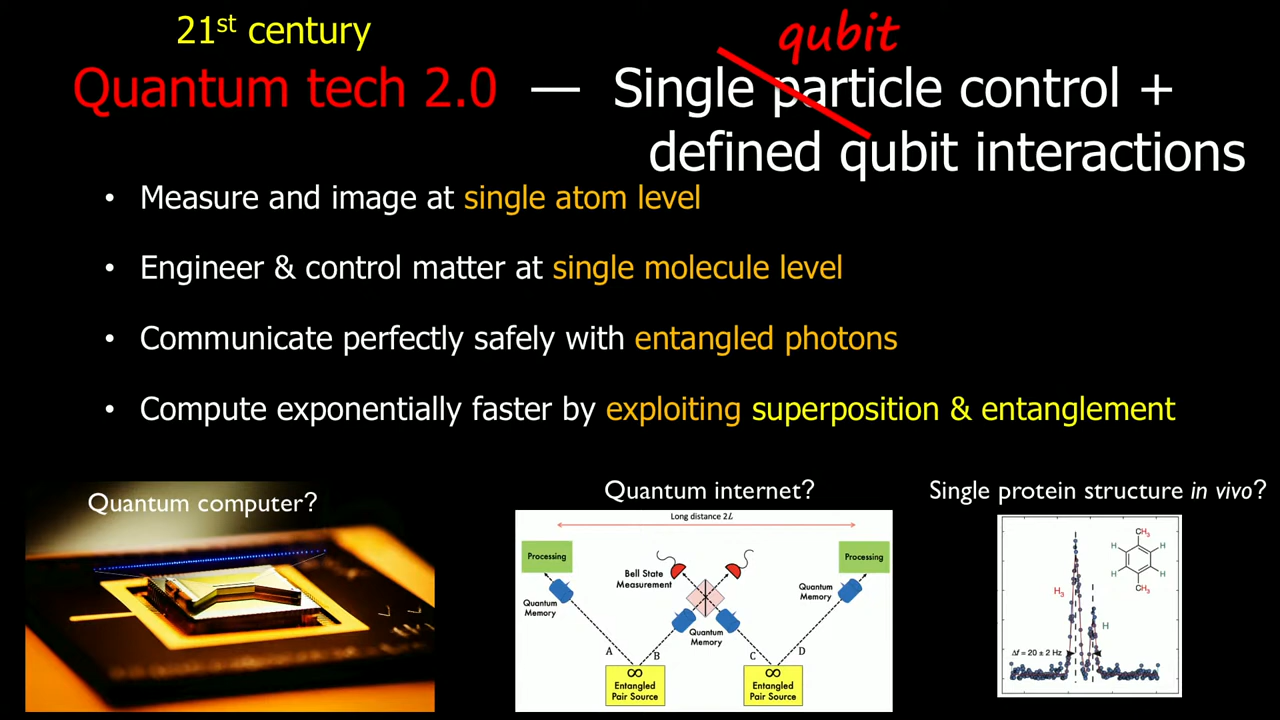 21st century
qubit
Quantum tech 2.0 — Single particle control +
defined qubit interactions
• Measure and image at single atom level
• Engineer & control matter at single molecule level
• Communicate perfectly safely with entangled photons
• Compute exponentially faster by exploiting superposition & entanglement
Quantum computer?
Quantum internet?
Single protein structure in vivo?
Long distance 2L
Processing
Bell State
Measurement
Processing
Quantum
Memory
Quantum
Memory
Quantum
Memory
A
B
C
D
∞
Entangled
Pair Source
∞
Entangled
Pair Source
CH3
H
H
H
H
CH3
H3
H
Δf = 20 ± 2 Hz